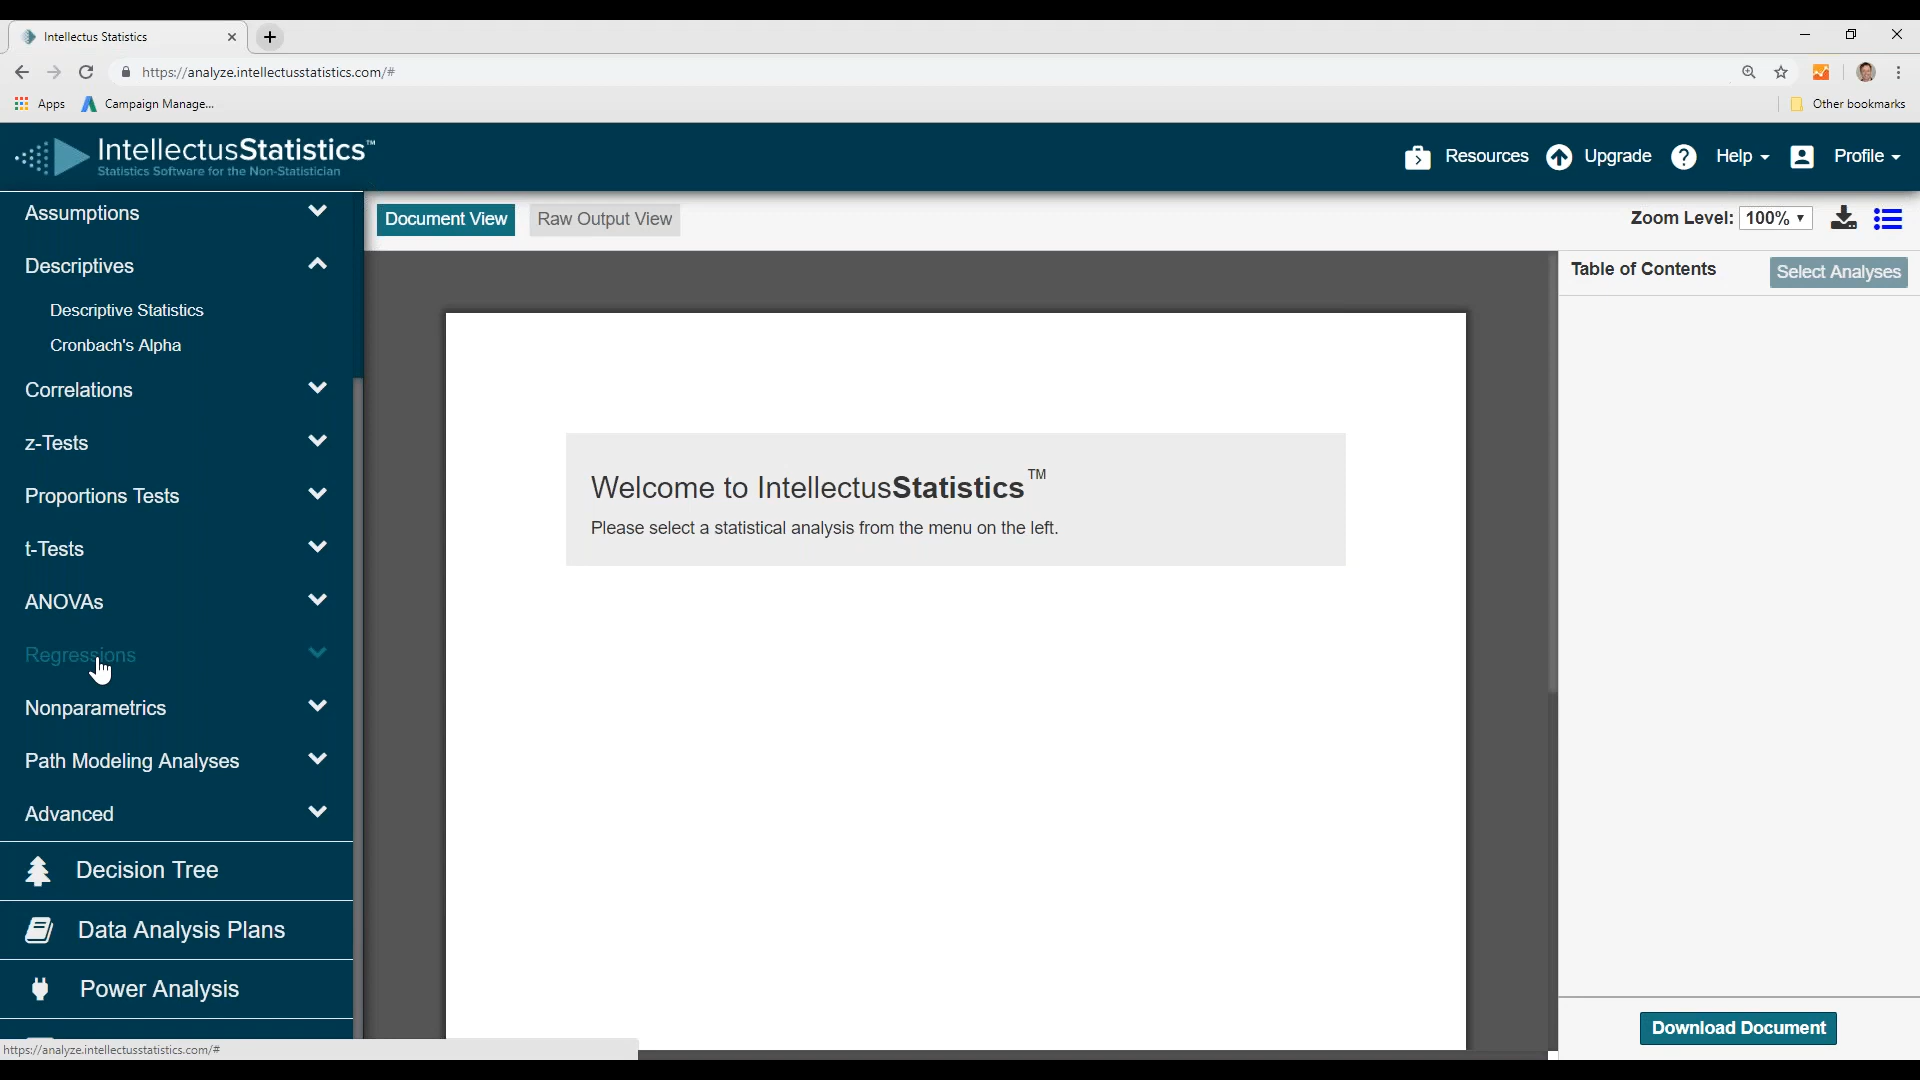 Intellectus Statistics
https://analyze.intellectusstatistics.com/#
Apps
Campaign Manage...
Other bookmarks
IntellectusStatistics™
Statistics Software for the Non-Statistician
Resources
Upgrade
Help
Profile
Assumptions
Descriptives
Descriptive Statistics
Cronbach's Alpha
Correlations
z-Tests
Proportions Tests
t-Tests
ANOVAs
Regressions
Nonparametrics
Path Modeling Analyses
Advanced
Decision Tree
Data Analysis Plans
Power Analysis
https://analyze.intellectusstatistics.com/#
Document View
Raw Output View
Zoom Level: 100%
Welcome to IntellectusStatistics™
Please select a statistical analysis from the menu on the left.
Table of Contents
Select Analyses
Download Document